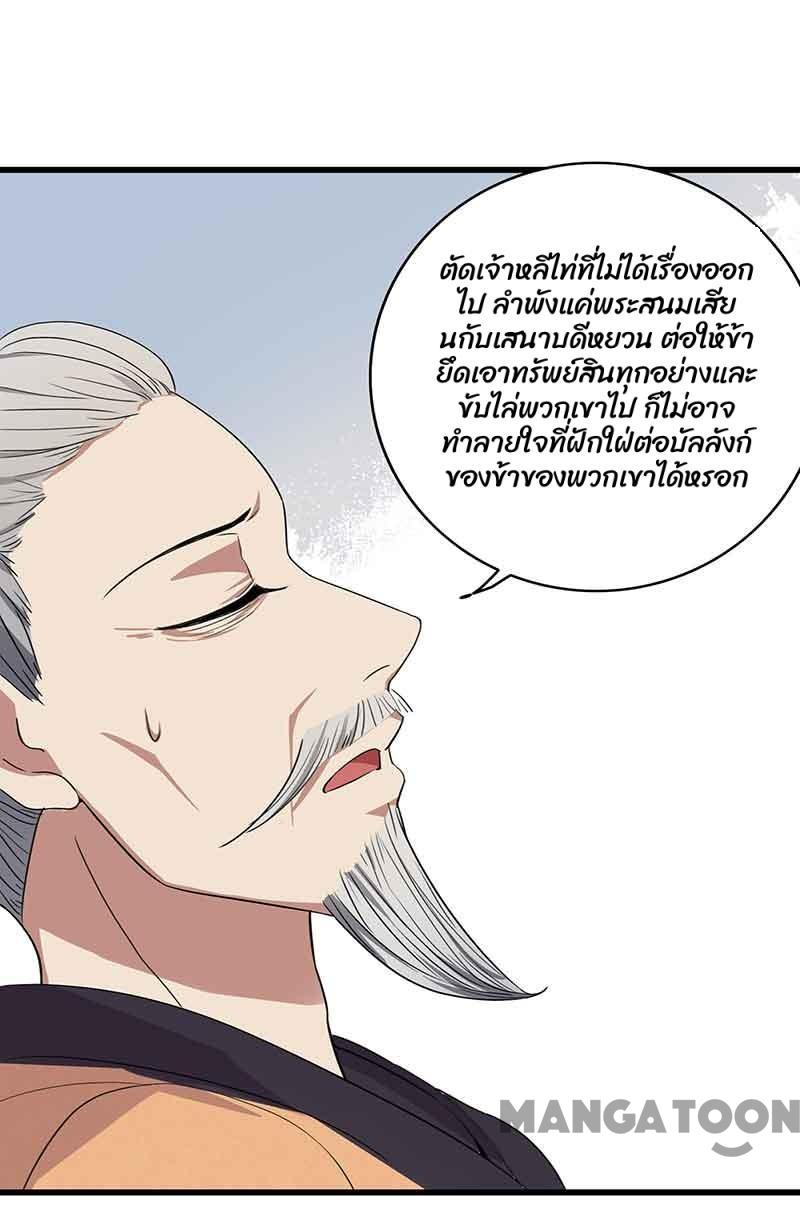 ตัดเจ้าหลีไท่ที่ไม่ได้เรื่องออก
ไป ลำพังแค่พระสนมเสีย
นกับเสนาบดีหยวน ต่อให้ข้า
ยึดเอาทรัพย์สินทุกอย่างและ
ขับไล่พวกเขาไป ก็ไม่อาจ
ทำลายใจที่ฝักใฝ่ต่อบัลลังก์
ของข้าของพวกเขาได้หรอก
MANGATOON